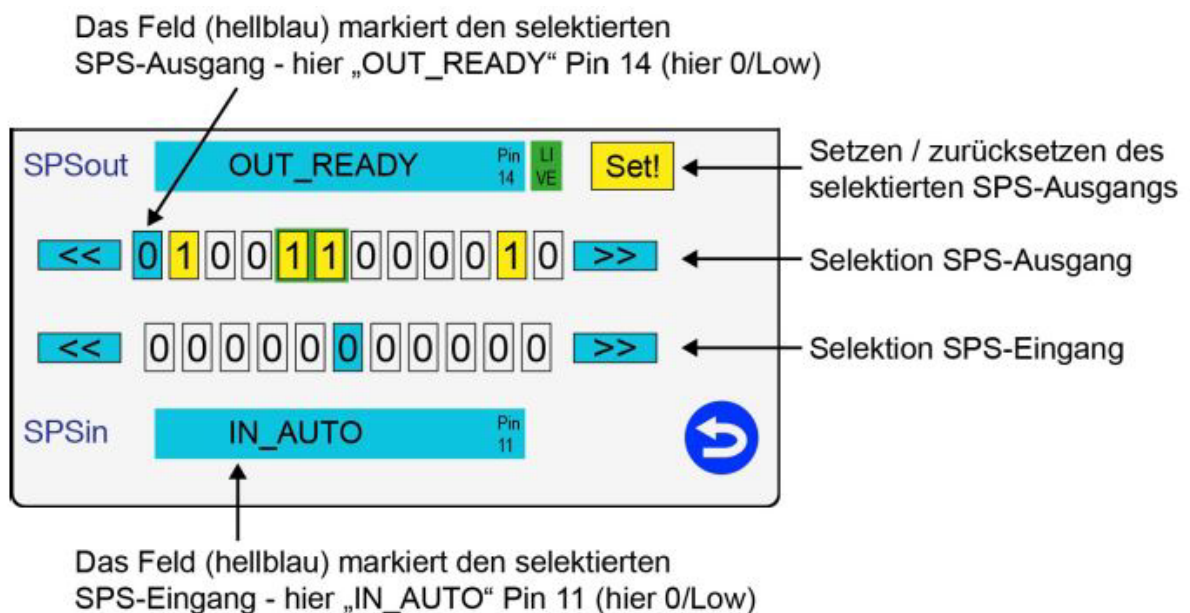 Das Feld (hellblau) markiert den selektierten
SPS-Ausgang - hier „OUT_READY“ Pin 14 (hier 0/Low)
SPSout OUT_READY Pin 14 LI VE Set!
Setzen / zurücksetzen des
selektierten SPS-Ausgangs
<< 0 1 0 0 1 1 0 0 0 0 1 0 >> Selektion SPS-Ausgang
<< 0 0 0 0 0 0 0 0 0 0 0 >> Selektion SPS-Eingang
SPSin IN_AUTO Pin 11
Das Feld (hellblau) markiert den selektierten
SPS-Eingang - hier „IN_AUTO“ Pin 11 (hier 0/Low)